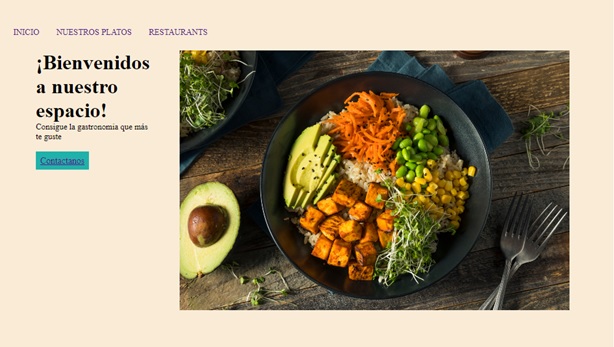 INICIO NUESTROS PLATOS RESTAURANTS
¡Bienvenidos
a nuestro
espacio!
Consigue la gastronomia que más
te guste
Contactanos